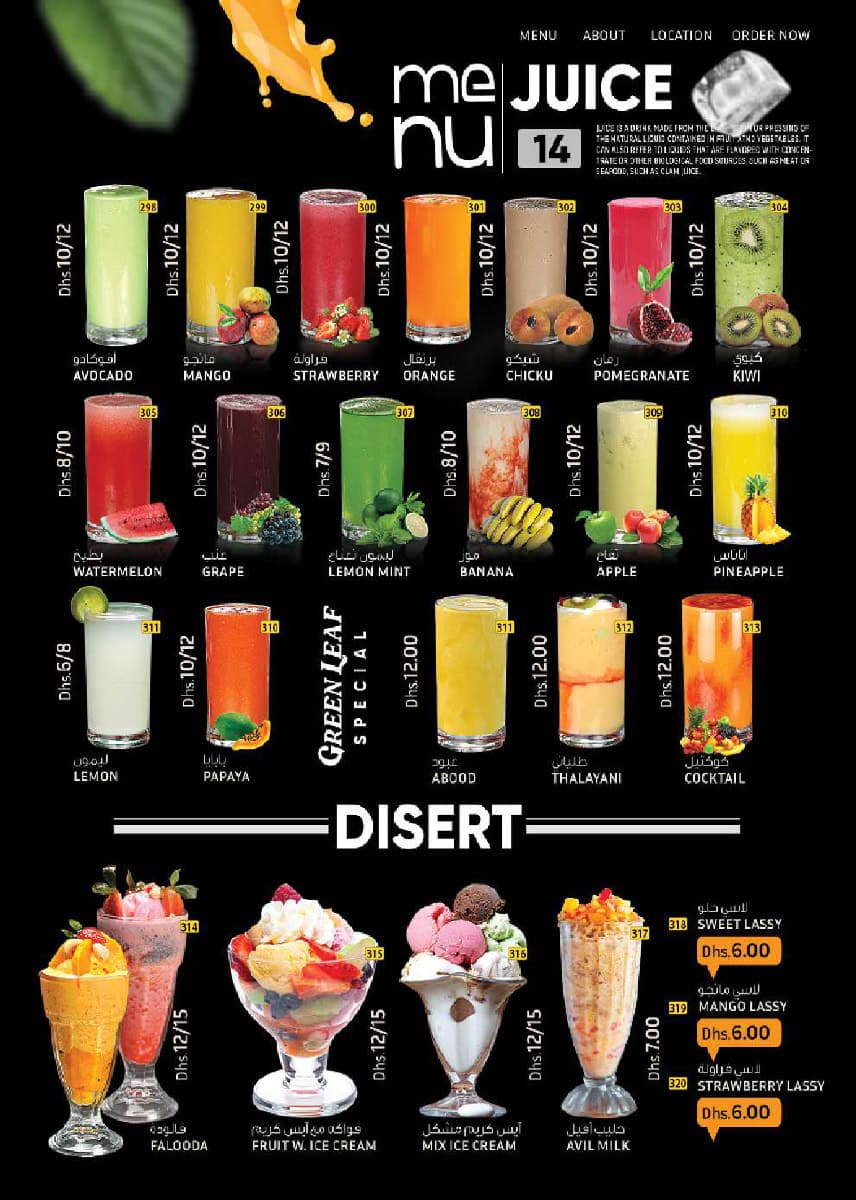 MENU ABOUT LOCATION ORDER NOW
me
nu
JUICE
14
JUICE IS A DRINK MADE FROM THE
OR PRESSING OF
THE NATURAL LIQUID CONTAINED IN FRUIT AND VEGETABLES. IT
CAN ALSO REFER TO LIQUIDS THAT ARE FLAVORED WITH CONCEN-
TRATE OR OTHER BIOLOGICAL FOOD SOURCES, SUCH AS MEAT OR
SEAFOOD, SUCH AS CLAM JUICE.
298 299 300 301 302 303 304
Dhs.10/12 Dhs.10/12 Dhs.10/12 Dhs.10/12 Dhs.10/12 Dhs.10/12 Dhs.10/12
أفوكادو مانجو فراولة برتقال شيكو رمان كيوي
AVOCADO MANGO STRAWBERRY ORANGE CHICKU POMEGRANATE KIWI
305 306 307 308 309 310
Dhs.8/10 Dhs.10/12 Dhs.7/9 Dhs.8/10 Dhs.10/12 Dhs.10/12
بطيخ عنب ليمون نعناع موز تفاح اناناس
WATERMELON GRAPE LEMON MINT BANANA APPLE PINEAPPLE
311 310 311 312 313
Dhs.6/8 Dhs.10/12 GREEN LEAF SPECIAL Dhs.12.00 Dhs.12.00 Dhs.12.00
ليمون بابايا عبود طلياني كوكتيل
LEMON PAPAYA ABOOD THALAYANI COCKTAIL
DISERT
314 315 316 317
Dhs.12/15 Dhs.12/15 Dhs.12/15 Dhs.7.00
فالودة فواكه مع آيس كريم آيس كريم مشكل حليب أفيل
FALOODA FRUIT W. ICE CREAM MIX ICE CREAM AVIL MILK
لاسي حلو
318 SWEET LASSY
Dhs.6.00
لاسي مانجو
319 MANGO LASSY
Dhs.6.00
لاسي فراولة
320 STRAWBERRY LASSY
Dhs.6.00